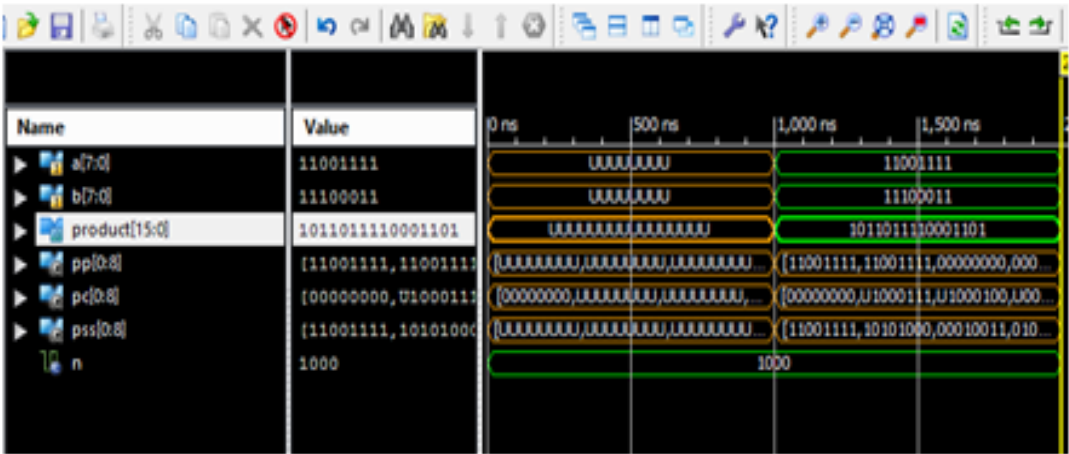 Name Value 0 ns 500 ns 1,000 ns 1,500 ns 2
a[7:0] 11001111 UUUUUUUU 11001111
b[7:0] 11100011 UUUUUUUU 11100011
product[15:0] 1011011110001101 UUUUUUUUUUUUUUUU 1011011110001101
pp[0:8] [11001111,11001111 [UUUUUUUU,UUUUUUUU,UUUUUUUU... [11001111,11001111,00000000,000...
pc[0:8] [00000000,U1000111 [00000000,UUUUUUUU,UUUUUUUU,... [00000000,U1000111,U1000100,U00...
pss[0:8] [11001111,10101000 [UUUUUUUU,UUUUUUUU,UUUUUUUU... [11001111,10101000,00010011,010...
n 1000 1000